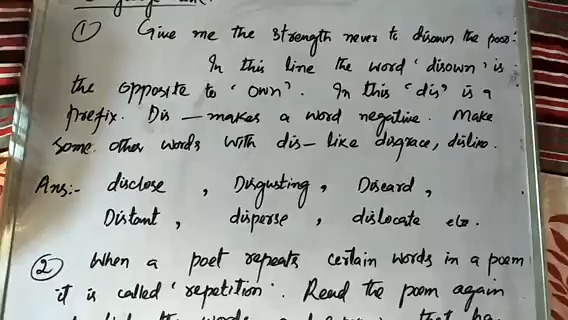 ① Give me the strength never to disown the poor.
In this line the word 'disown' is
the opposite to 'own'. In this 'dis' is a
prefix. Dis — makes a word negative. Make
some other words with dis— like disgrace, dislike.
Ans:- disclose , Disgusting , Discard ,
Distant , disperse , dislocate etc.
② When a poet repeats certain words in a poem
it is called 'repetition'. Read the poem again
the words